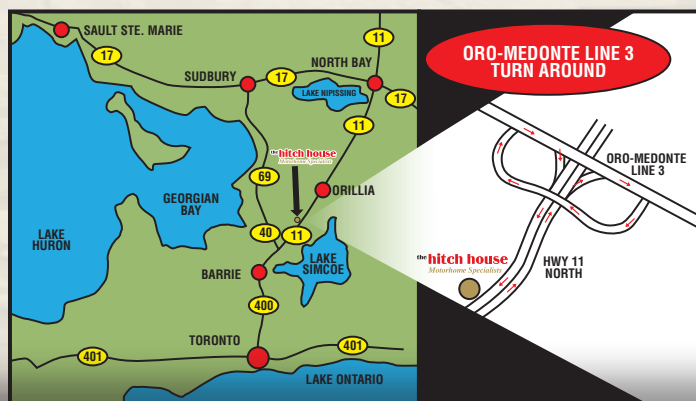 SAULT STE. MARIE
17
SUDBURY
17
NORTH BAY
11
LAKE NIPISSING
17
11
the hitch house
Motorhome Specialists
69
ORILLIA
GEORGIAN
BAY
LAKE
HURON
40
11
LAKE
SIMCOE
BARRIE
400
TORONTO
401
401
LAKE ONTARIO
ORO-MEDONTE LINE 3
TURN AROUND
ORO-MEDONTE
LINE 3
the hitch house
Motorhome Specialists
HWY 11
NORTH